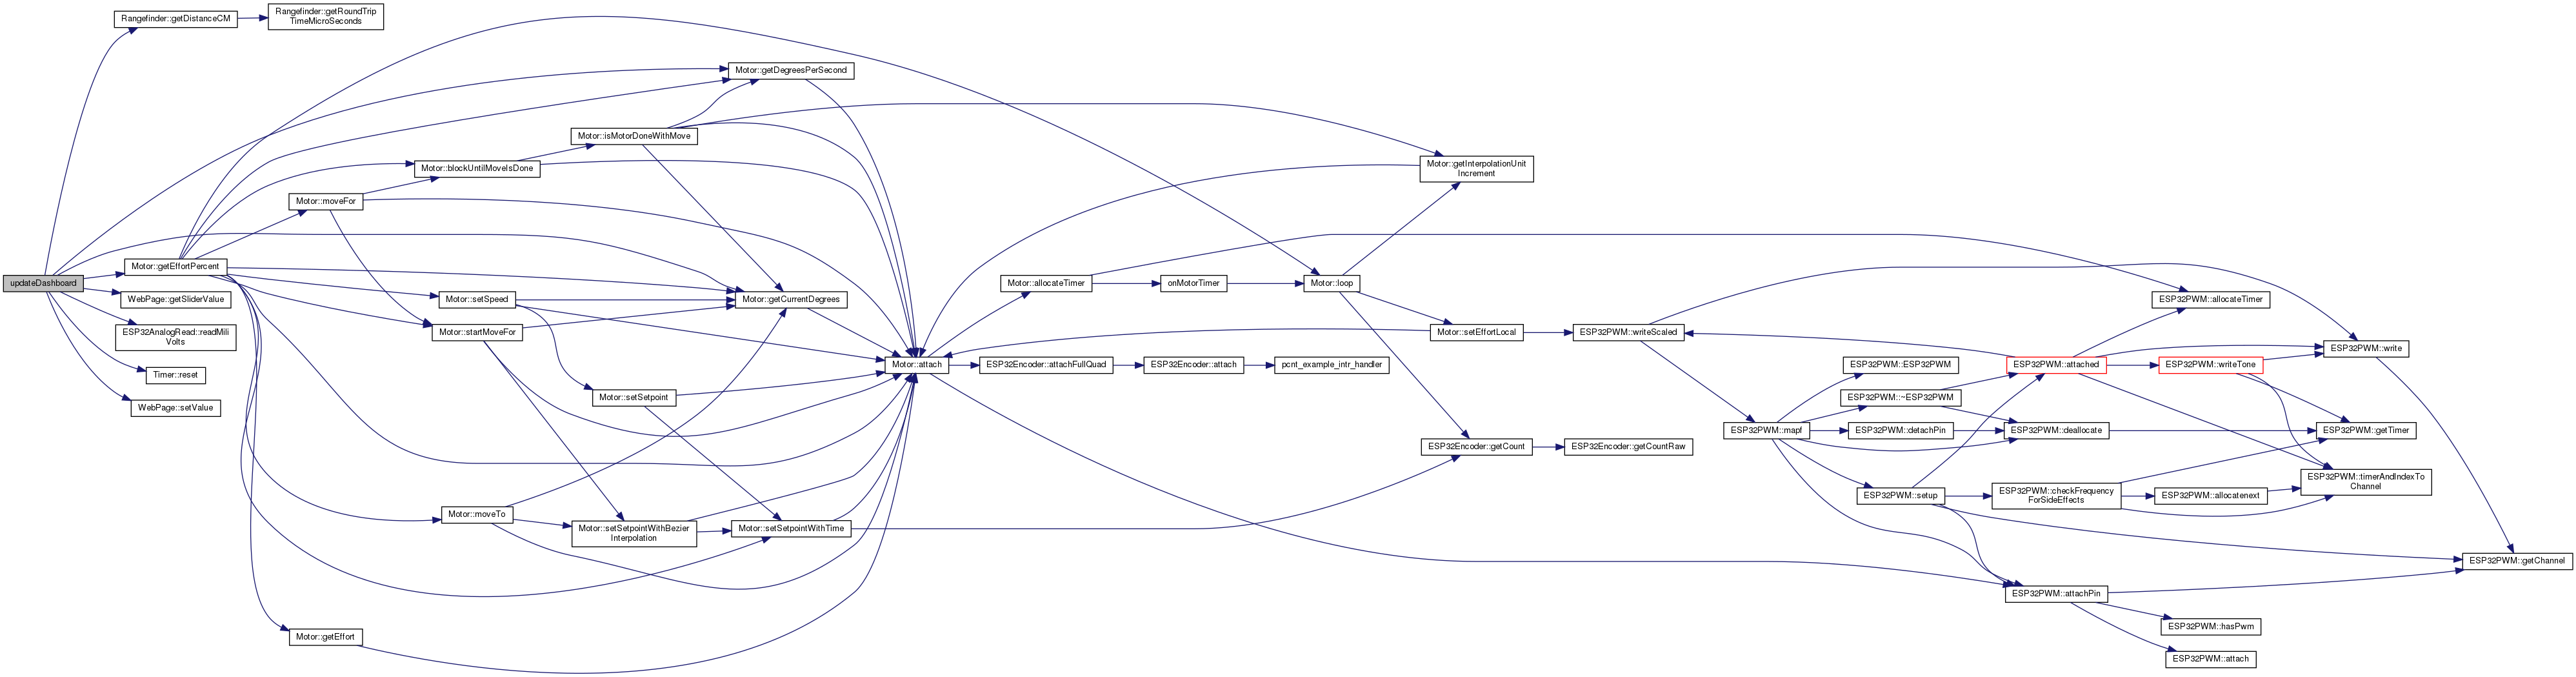 updateDashboard
Rangefinder::getDistanceCM
Rangefinder::getRoundTrip
TimeMicroSeconds
Motor::getEffortPercent
WebPage::getSliderValue
ESP32AnalogRead::readMili
Volts
Timer::reset
WebPage::setValue
Motor::moveFor
Motor::getEffort
Motor::blockUntilMoveIsDone
Motor::setSpeed
Motor::startMoveFor
Motor::moveTo
Motor::isMotorDoneWithMove
Motor::setSetpoint
Motor::setSetpointWithBezier
Interpolation
Motor::getDegreesPerSecond
Motor::getCurrentDegrees
Motor::setSetpointWithTime
Motor::attach
Motor::allocateTimer
ESP32Encoder::attachFullQuad
onMotorTimer
ESP32Encoder::attach
Motor::loop
pcnt_example_intr_handler
Motor::getInterpolationUnit
Increment
Motor::setEffortLocal
ESP32Encoder::getCount
ESP32PWM::writeScaled
ESP32Encoder::getCountRaw
ESP32PWM::mapf
ESP32PWM::ESP32PWM
ESP32PWM::~ESP32PWM
ESP32PWM::detachPin
ESP32PWM::setup
ESP32PWM::attached
ESP32PWM::deallocate
ESP32PWM::checkFrequency
ForSideEffects
ESP32PWM::attachPin
ESP32PWM::allocateTimer
ESP32PWM::writeTone
ESP32PWM::allocatenext
ESP32PWM::hasPwm
ESP32PWM::attach
ESP32PWM::write
ESP32PWM::getTimer
ESP32PWM::timerAndIndexTo
Channel
ESP32PWM::getChannel